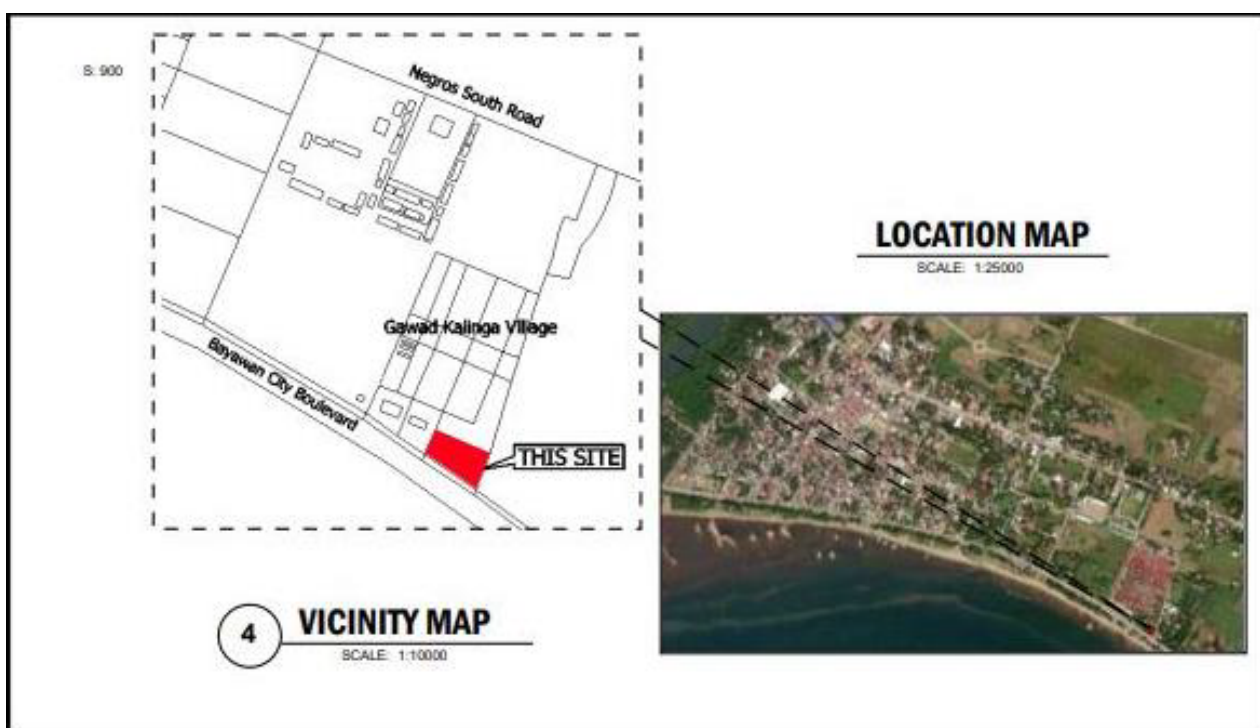 S: 900
Negros South Road
Gawad Kalinga Village
Bayawan City Boulevard
THIS SITE
4
VICINITY MAP
SCALE: 1:10000
LOCATION MAP
SCALE: 1:25000